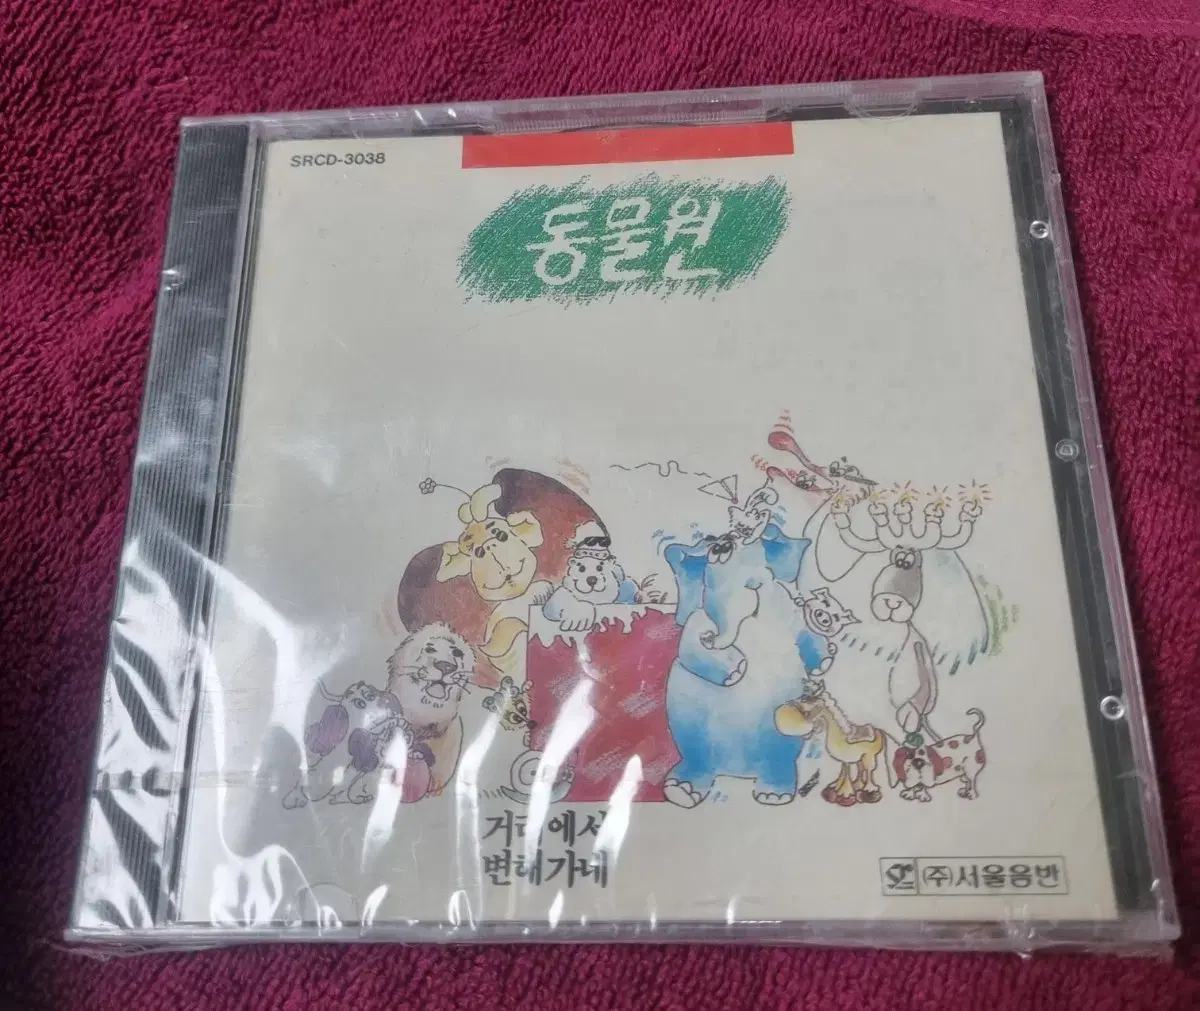 SRCD-3038
동물원
거리에서
변해가네
(주)서울음반